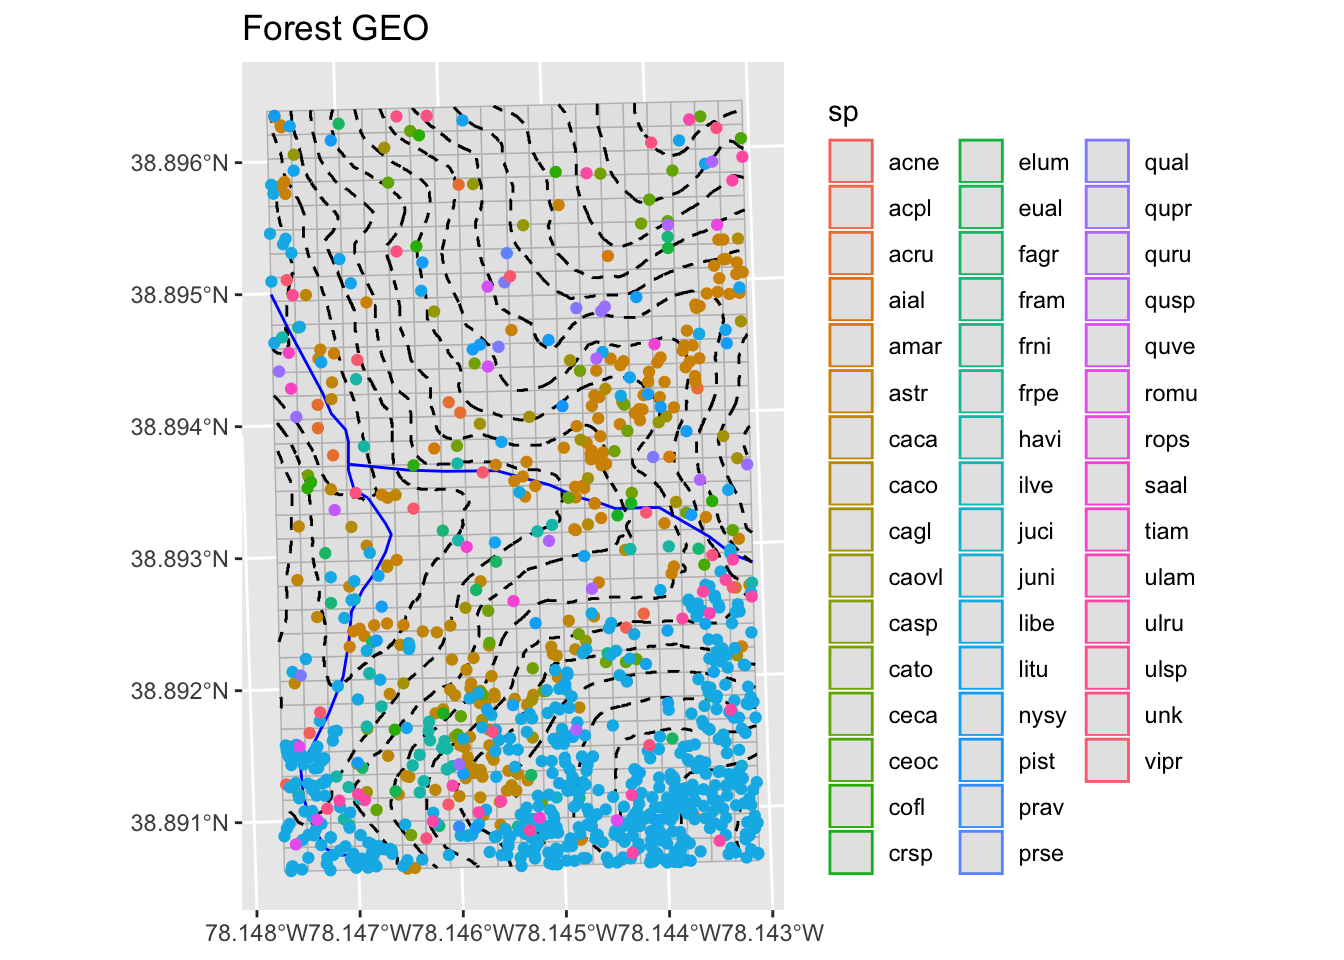 Forest GEO
38.896°N
38.895°N
38.894°N
38.893°N
38.892°N
38.891°N
78.148°W 78.147°W 78.146°W 78.145°W 78.144°W 78.143°W
sp
acne
acpl
acru
aial
amar
astr
caca
caco
cagl
caovl
casp
cato
ceca
ceoc
cofl
crsp
elum
eual
fagr
fram
frni
frpe
havi
ilve
juci
juni
libe
litu
nysy
pist
prav
prse
qual
qupr
quru
qusp
quve
romu
rops
saal
tiam
ulam
ulru
ulsp
unk
vipr